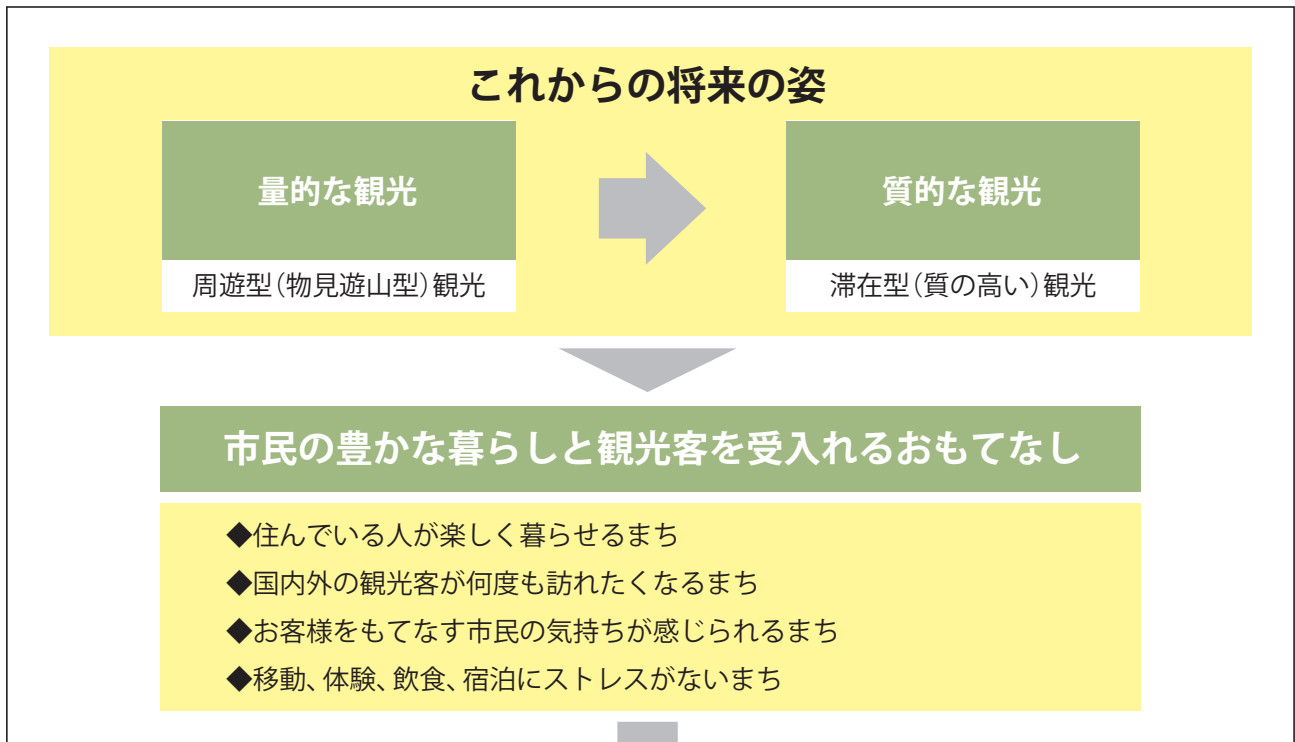 これからの将来の姿
量的な観光
質的な観光
周遊型(物見遊山型)観光
滞在型(質の高い)観光
市民の豊かな暮らしと観光客を受入れるおもてなし
◆住んでいる人が楽しく暮らせるまち
◆国内外の観光客が何度も訪れたくなるまち
◆お客様をもてなす市民の気持ちが感じられるまち
◆移動、体験、飲食、宿泊にストレスがないまち